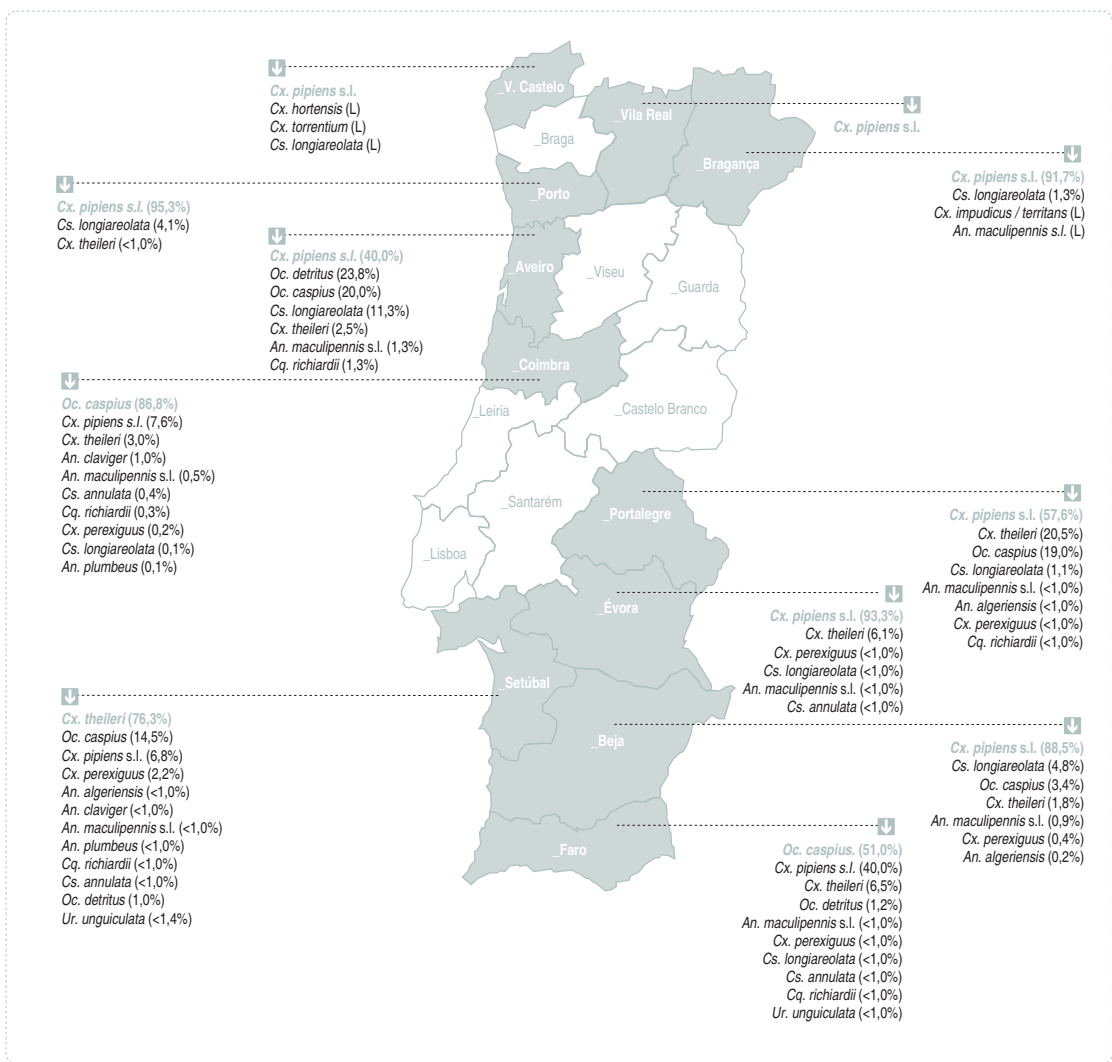 Cx. pipiens s.l.
Cx. hortensis (L)
Cx. torrentium (L)
Cs. longiareolata (L)
_V. Castelo
_Braga
_Vila Real
_Bragança
Cx. pipiens s.l.
Cx. pipiens s.l. (91,7%)
Cs. longiareolata (1,3%)
Cx. impudicus / territans (L)
An. maculipennis s.l. (L)
Cx. pipiens s.l. (95,3%)
Cs. longiareolata (4,1%)
Cx. theileri (<1,0%)
_Porto
Cx. pipiens s.l. (40,0%)
Oc. detritus (23,8%)
Oc. caspius (20,0%)
Cs. longiareolata (11,3%)
Cx. theileri (2,5%)
An. maculipennis s.l. (1,3%)
Cq. richiardii (1,3%)
_Aveiro
_Viseu
_Guarda
_Coimbra
Oc. caspius (86,8%)
Cx. pipiens s.l. (7,6%)
Cx. theileri (3,0%)
An. claviger (1,0%)
An. maculipennis s.l. (0,5%)
Cs. annulata (0,4%)
Cq. richiardii (0,3%)
Cx. perexiguus (0,2%)
Cs. longiareolata (0,1%)
An. plumbeus (0,1%)
_Leiria
_Castelo Branco
_Santarém
_Portalegre
_Lisboa
Cx. pipiens s.l. (57,6%)
Cx. theileri (20,5%)
Oc. caspius (19,0%)
Cs. longiareolata (1,1%)
An. maculipennis s.l. (<1,0%)
An. algeriensis (<1,0%)
Cx. perexiguus (<1,0%)
Cq. richiardii (<1,0%)
_Évora
Cx. pipiens s.l. (93,3%)
Cx. theileri (6,1%)
Cx. perexiguus (<1,0%)
Cs. longiareolata (<1,0%)
An. maculipennis s.l. (<1,0%)
Cs. annulata (<1,0%)
_Setúbal
Cx. theileri (76,3%)
Oc. caspius (14,5%)
Cx. pipiens s.l. (6,8%)
Cx. perexiguus (2,2%)
An. algeriensis (<1,0%)
An. claviger (<1,0%)
An. maculipennis s.l. (<1,0%)
An. plumbeus (<1,0%)
Cq. richiardii (<1,0%)
Cs. annulata (<1,0%)
Oc. detritus (1,0%)
Ur. unguiculata (<1,4%)
_Beja
Cx. pipiens s.l. (88,5%)
Cs. longiareolata (4,8%)
Oc. caspius (3,4%)
Cx. theileri (1,8%)
An. maculipennis s.l. (0,9%)
Cx. perexiguus (0,4%)
An. algeriensis (0,2%)
_Faro
Oc. caspius. (51,0%)
Cx. pipiens s.l. (40,0%)
Cx. theileri (6,5%)
Oc. detritus (1,2%)
An. maculipennis s.l. (<1,0%)
Cx. perexiguus (<1,0%)
Cs. longiareolata (<1,0%)
Cs. annulata (<1,0%)
Cq. richiardii (<1,0%)
Ur. unguiculata (<1,0%)